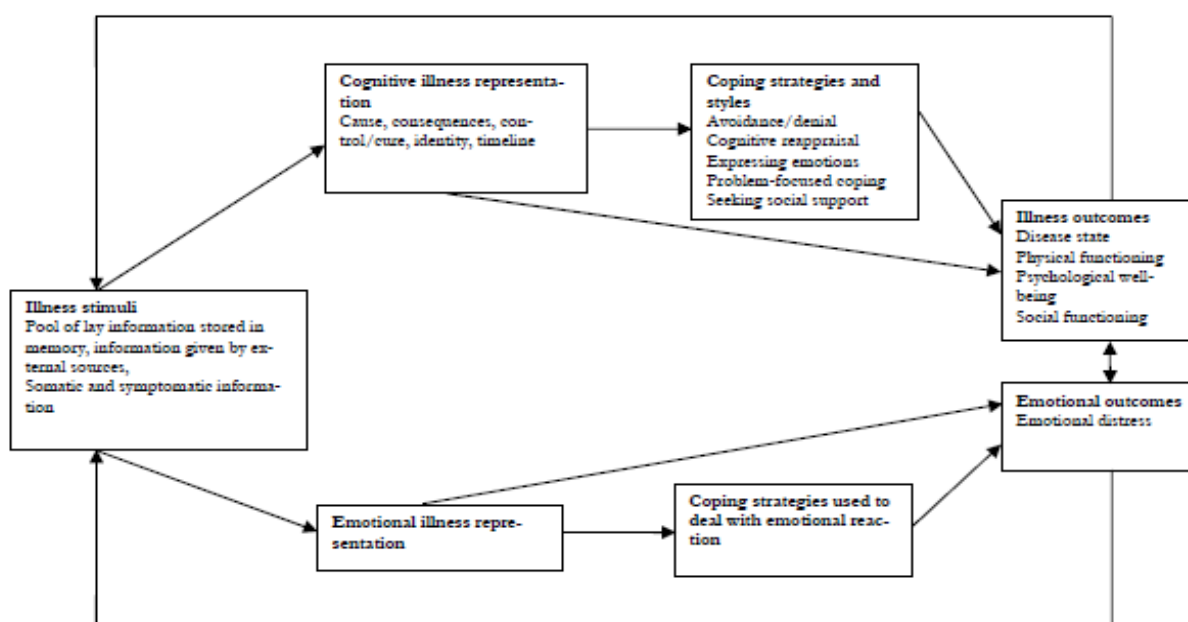 Cognitive illness representa-
tion
Cause, consequences, con-
trol/cure, identity, timeline
Coping strategies and
styles
Avoidance/denial
Cognitive reappraisal
Expressing emotions
Problem-focused coping
Seeking social support
Illness stimuli
Pool of lay information stored in
memory, information given by ex-
ternal sources,
Somatic and symptomatic informa-
tion
Illness outcomes
Disease state
Physical functioning
Psychological well-
being
Social functioning
Emotional outcomes
Emotional distress
Emotional illness repre-
sentation
Coping strategies used to
deal with emotional reac-
tion